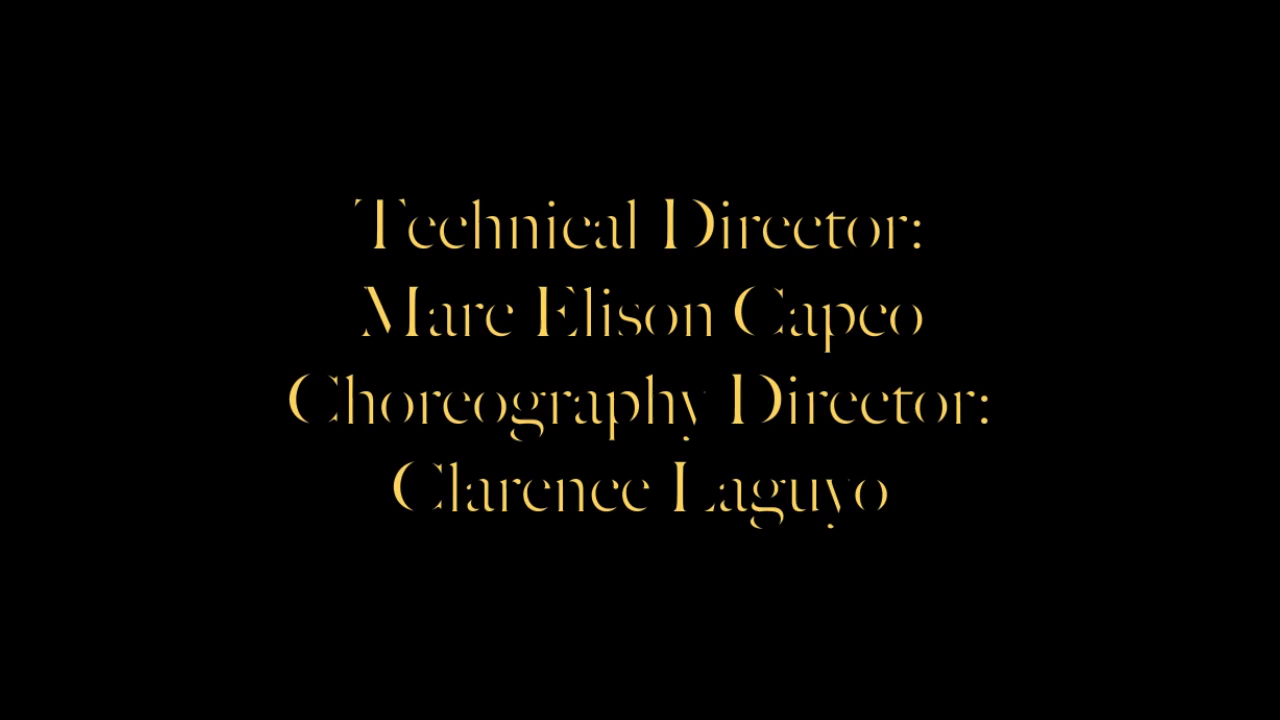 Technical Director:
Marc Elison Capco
Choreography Director:
Clarence Laguyo